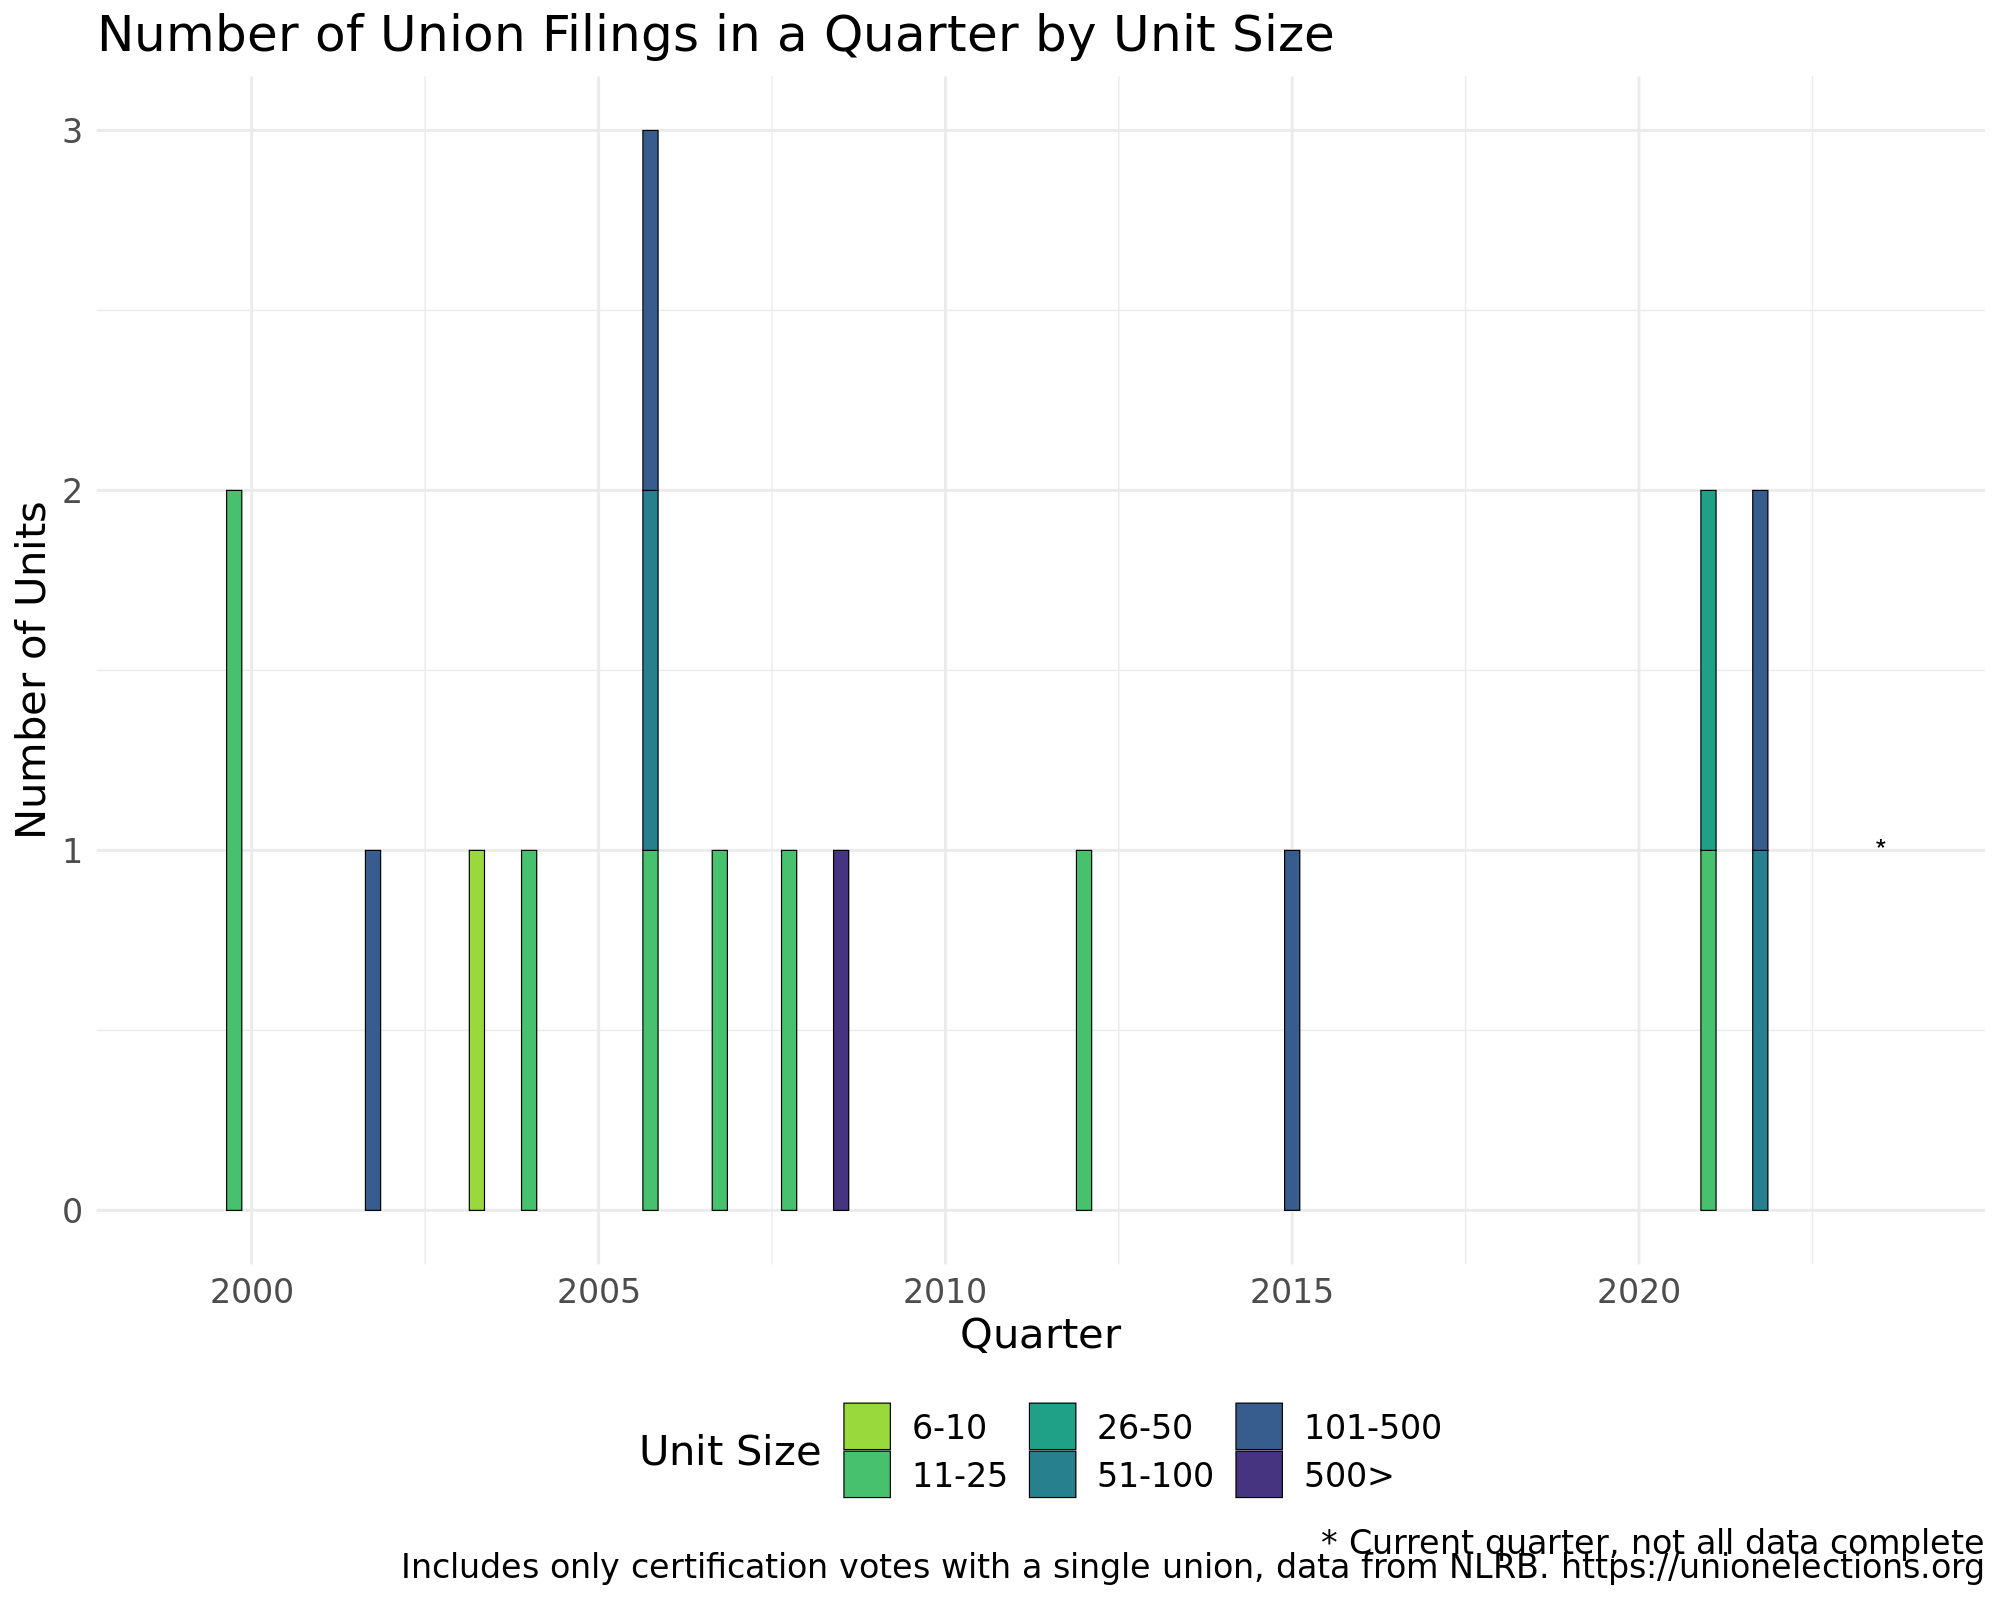 Number of Union Filings in a Quarter by Unit Size
3
2
1
0
Number of Units
*
2000 2005 2010 2015 2020
Quarter
Unit Size
6-10 26-50 101-500
11-25 51-100 500>
* Current quarter, not all data complete
Includes only certification votes with a single union, data from NLRB. https://unionelections.org